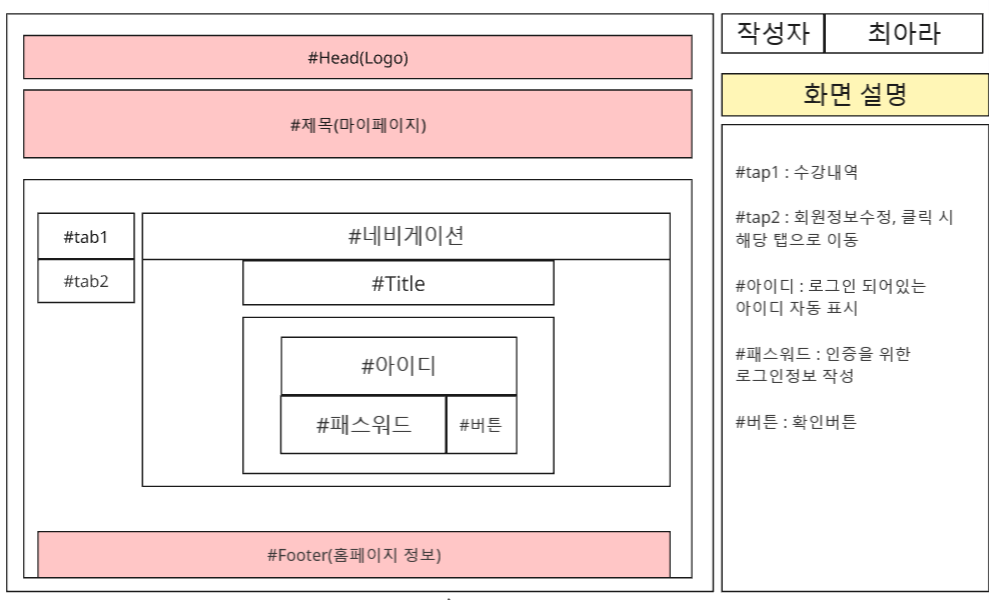 #Head(Logo)
#제목(마이페이지)
#tab1
#네비게이션
#tab2
#Title
#아이디
#패스워드
#버튼
#Footer(홈페이지 정보)
작성자
최아라
화면 설명
#tap1 : 수강내역
#tap2 : 회원정보수정, 클릭 시
해당 탭으로 이동
#아이디 : 로그인 되어있는
아이디 자동 표시
#패스워드 : 인증을 위한
로그인정보 작성
#버튼 : 확인버튼